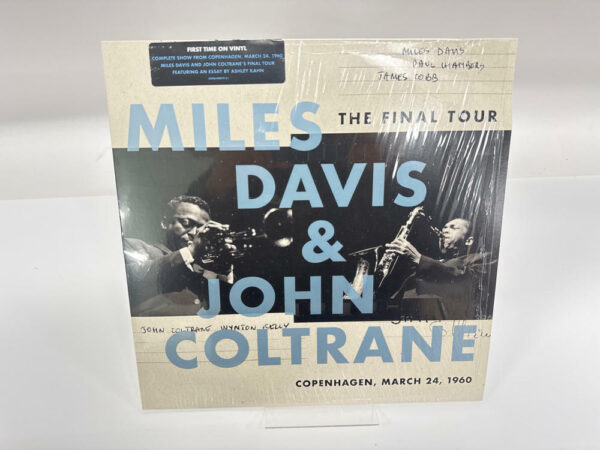 FIRST TIME ON VINYL
COMPLETE SHOW FROM COPENHAGEN, MARCH 24, 1960
MILES DAVIS AND JOHN COLTRANE'S FINAL TOUR
FEATURING AN ESSAY BY ASHLEY KAHN
MILES DAVIS
PAUL CHAMBERS
JAMES COBB
THE FINAL TOUR
MILES
DAVIS
&
JOHN
JOHN COLTRANE WYNTON KELLY
COLTRANE
COPENHAGEN, MARCH 24, 1960